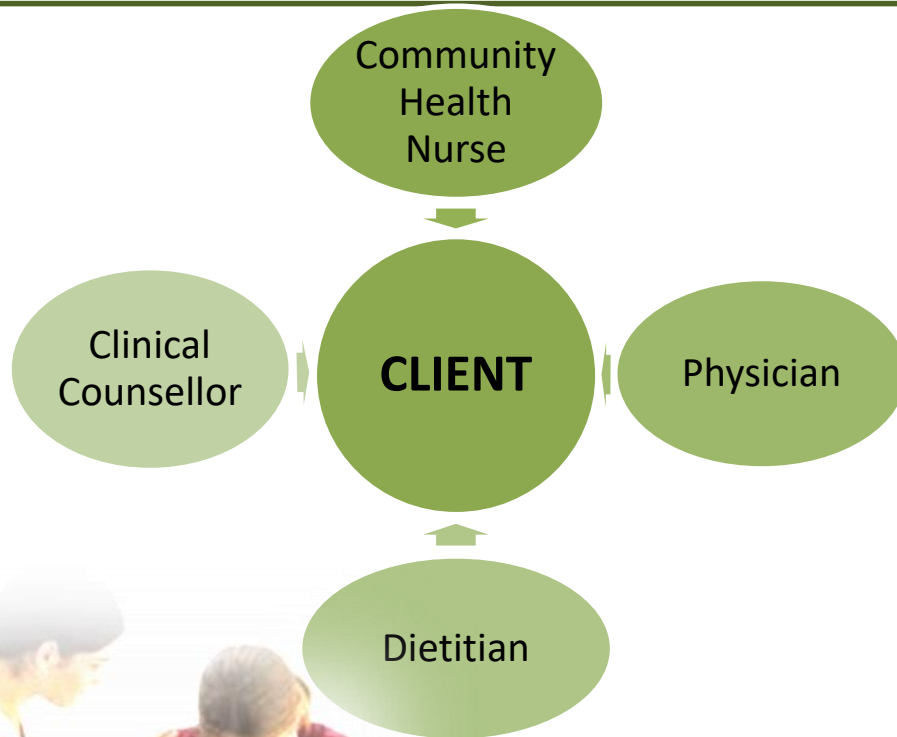 Community
Health
Nurse
Clinical
Counsellor
CLIENT
Physician
Dietitian